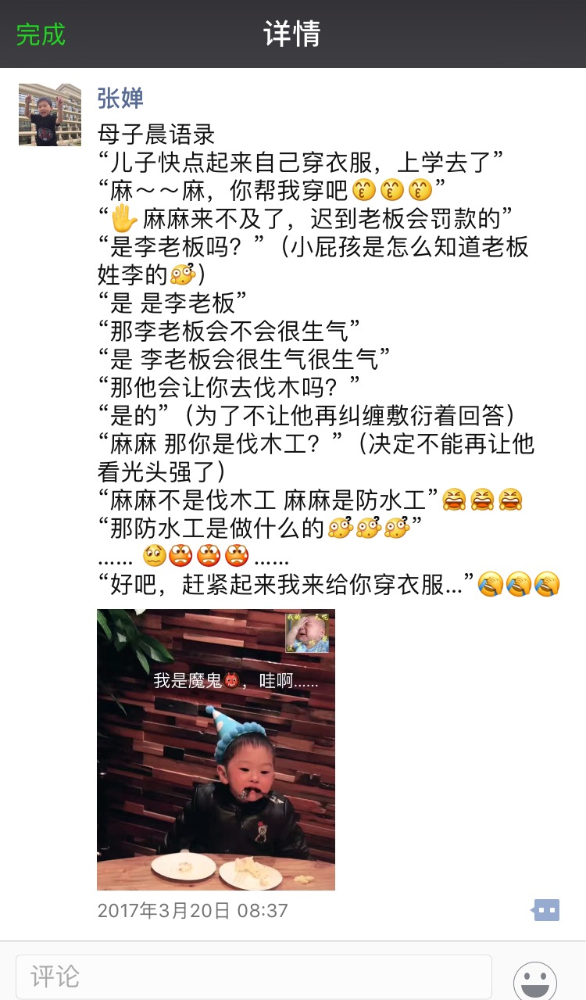 完成
详情
张婵
母子晨语录
“儿子快点起来自己穿衣服，上学去了”
“麻～～麻，你帮我穿吧😙😙😙”
“✋麻麻来不及了，迟到老板会罚款的”
“是李老板吗？”（小屁孩是怎么知道老板
姓李的）
“是 是李老板”
“那李老板会不会很生气”
“是 李老板会很生气很生气”
“那他会让你去伐木吗？”
“是的”（为了不让他再纠缠敷衍着回答）
“麻麻 那你是伐木工？”（决定不能再让他
看光头强了）
“麻麻不是伐木工 麻麻是防水工”
“那防水工是做什么的”
…… ……
“好吧，赶紧起来我来给你穿衣服...”
我的 天呢
我是魔鬼👹，哇啊……
2017年3月20日 08:37
评论